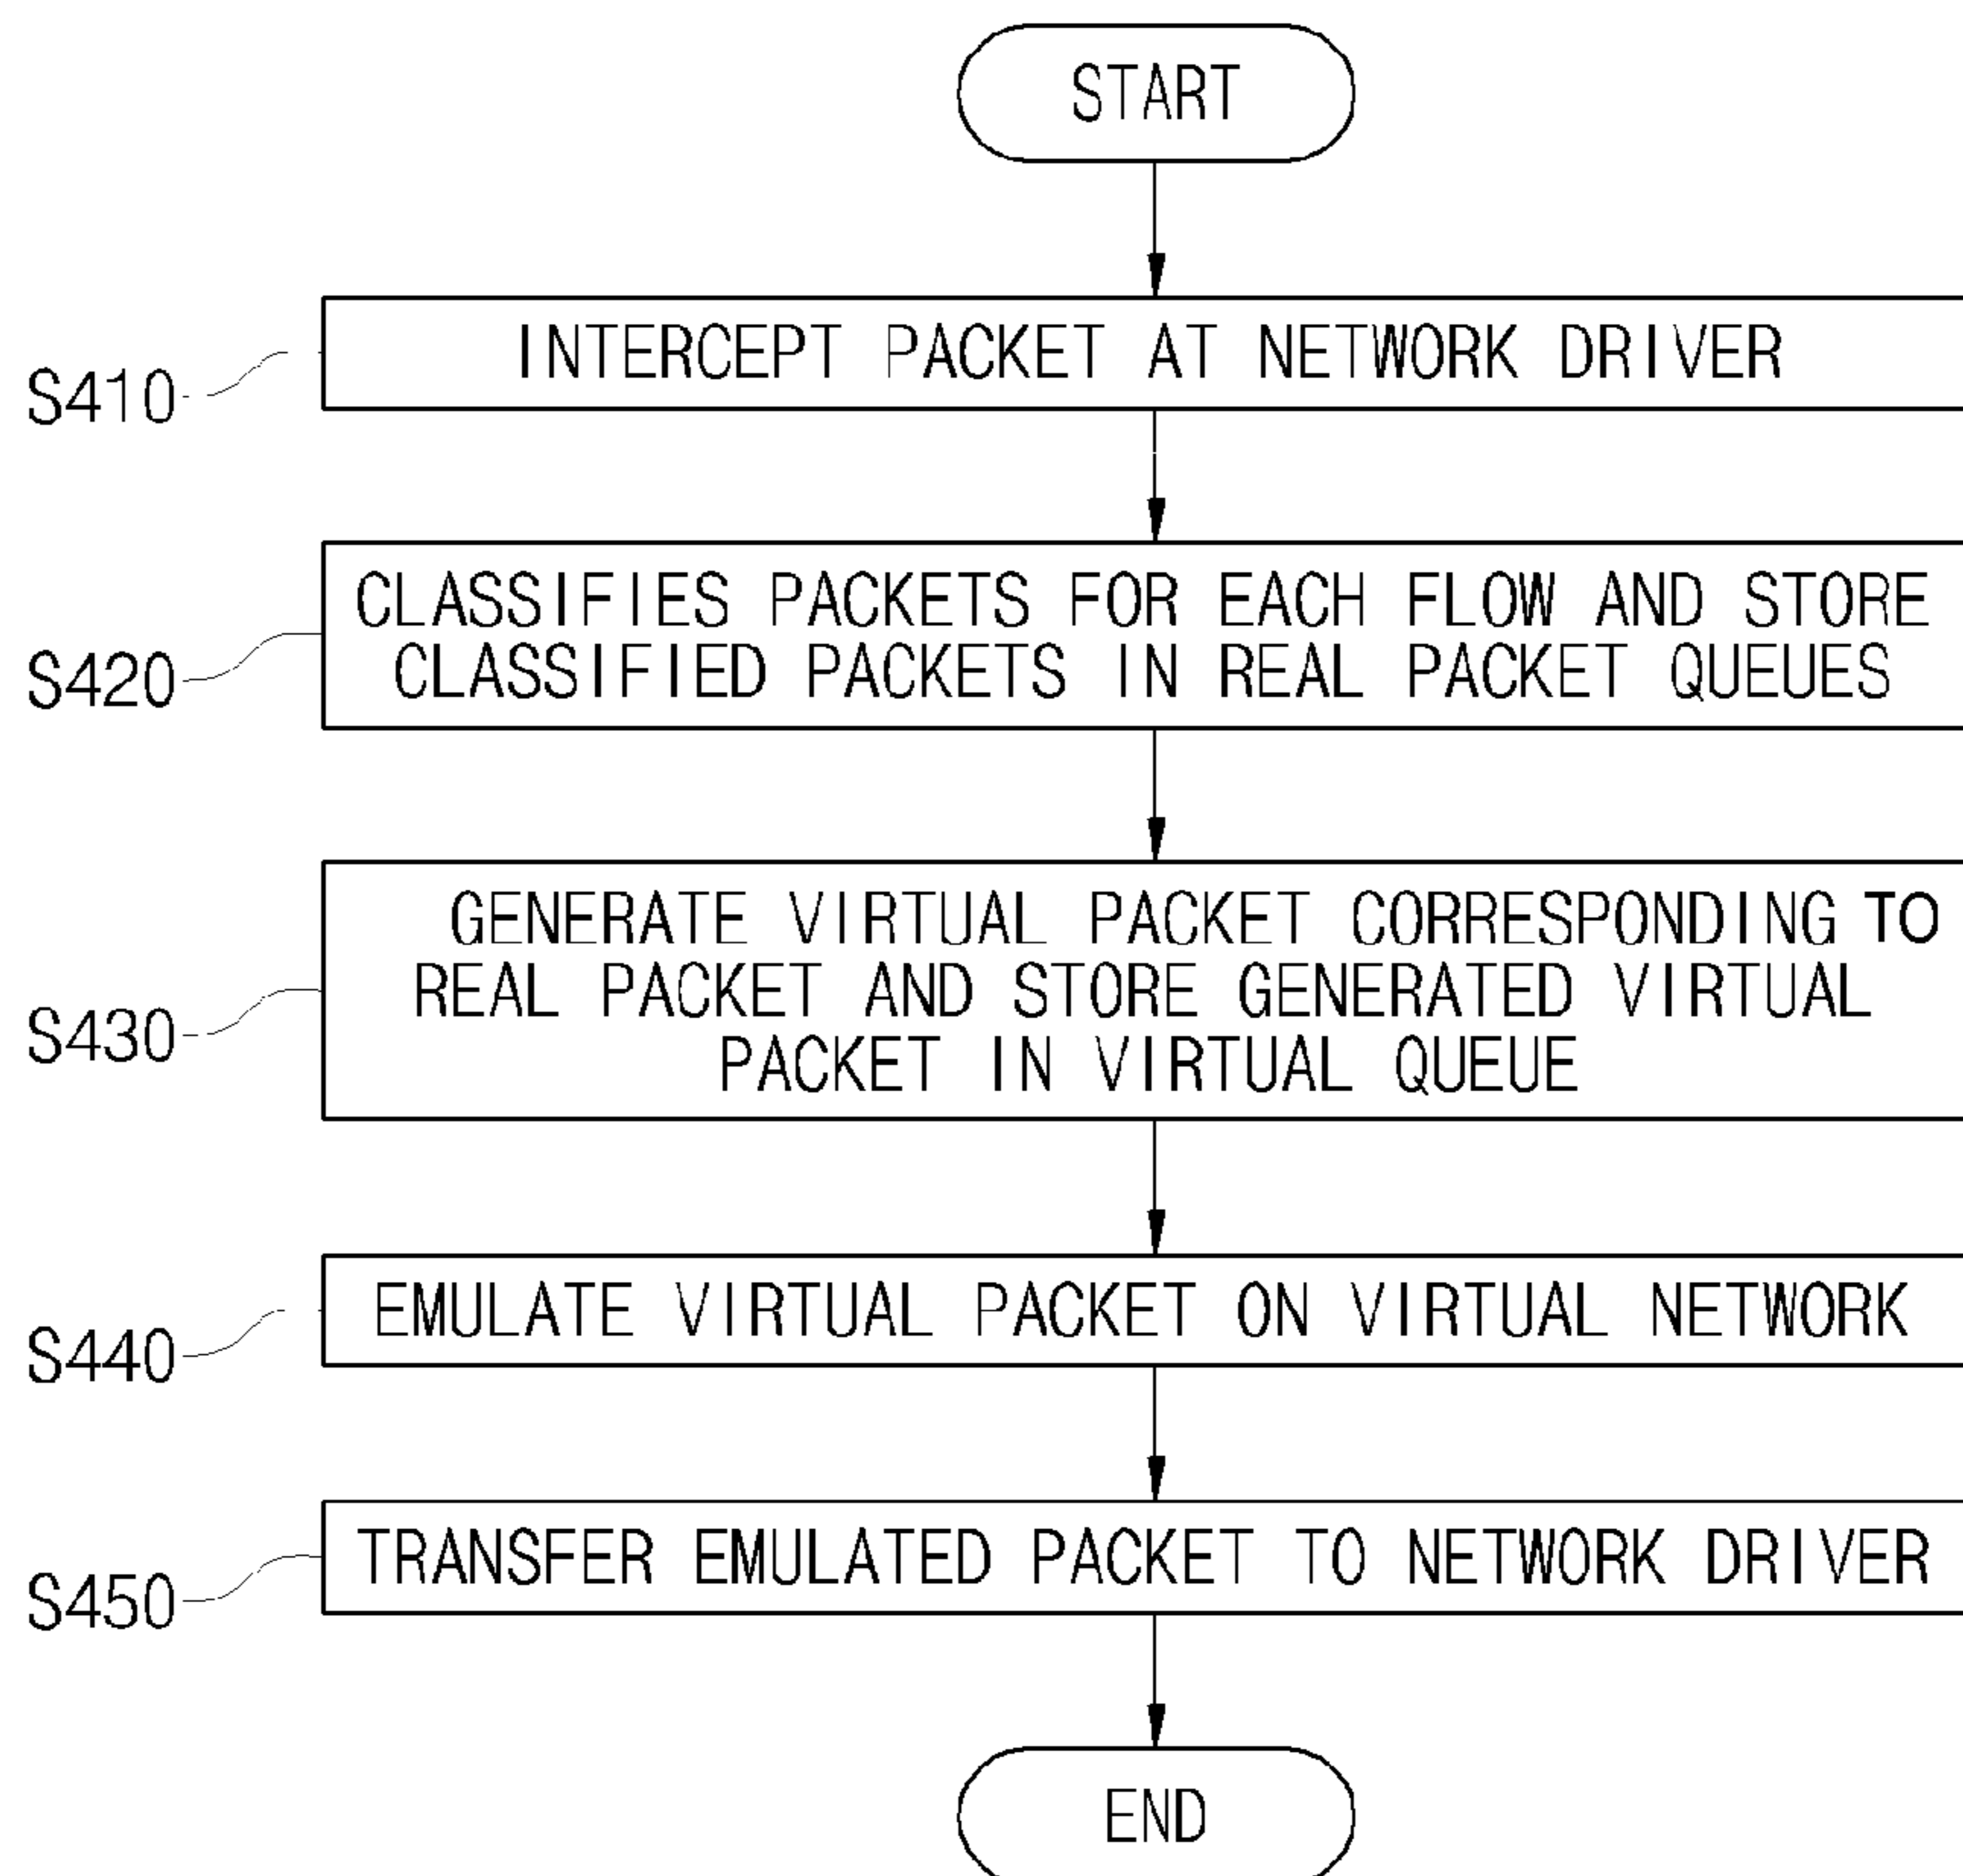 START
S410
INTERCEPT PACKET AT NETWORK DRIVER
S420
CLASSIFIES PACKETS FOR EACH FLOW AND STORE
CLASSIFIED PACKETS IN REAL PACKET QUEUES
S430
GENERATE VIRTUAL PACKET CORRESPONDING TO
REAL PACKET AND STORE GENERATED VIRTUAL
PACKET IN VIRTUAL QUEUE
S440
EMULATE VIRTUAL PACKET ON VIRTUAL NETWORK
S450
TRANSFER EMULATED PACKET TO NETWORK DRIVER
END